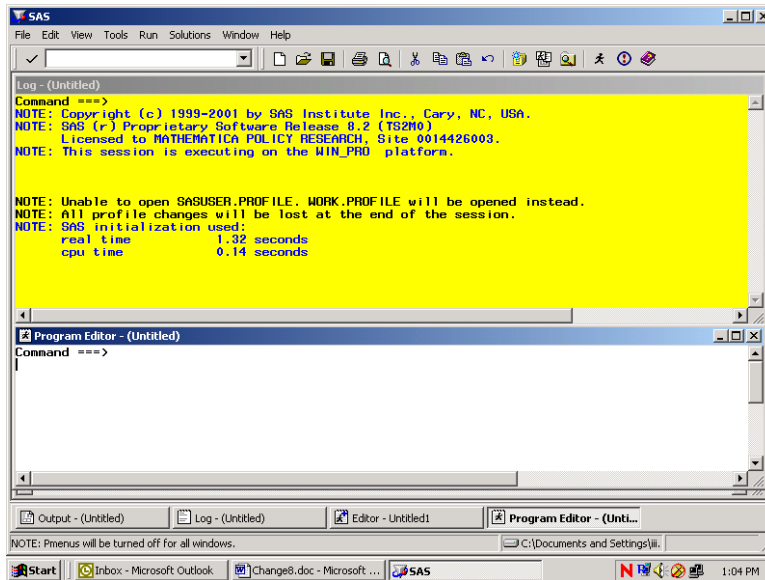 SAS
File Edit View Tools Run Solutions Window Help
Log - (Untitled)
Command ===>
NOTE: Copyright (c) 1999-2001 by SAS Institute Inc., Cary, NC, USA.
NOTE: SAS (r) Proprietary Software Release 8.2 (TS2M0)
Licensed to MATHEMATICA POLICY RESEARCH, Site 0014426003.
NOTE: This session is executing on the WIN_PRO platform.
NOTE: Unable to open SASUSER.PROFILE. WORK.PROFILE will be opened instead.
NOTE: All profile changes will be lost at the end of the session.
NOTE: SAS initialization used:
real time 1.32 seconds
cpu time 0.14 seconds
Program Editor - (Untitled)
Command ===>
Output - (Untitled) Log - (Untitled) Editor - Untitled1 Program Editor - (Unti...
NOTE: Pmenus will be turned off for all windows. C:\Documents and Settings\
Start Inbox - Microsoft Outlook Change8.doc - Microsoft ... SAS N 1:04 PM